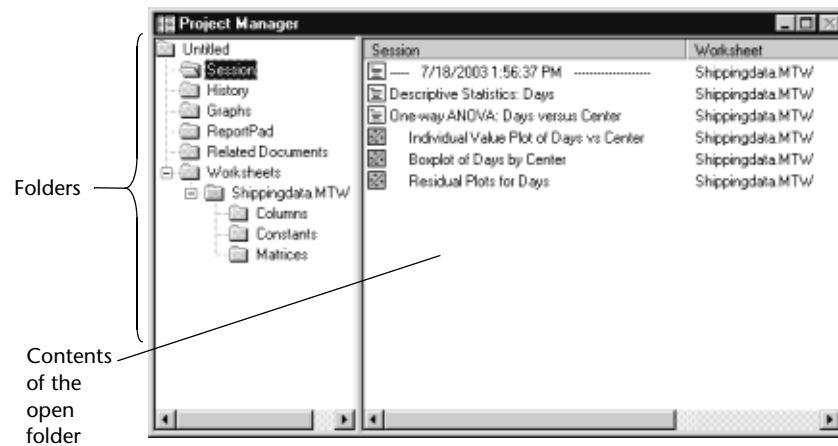 Project Manager
Untitled
Session
History
Graphs
ReportPad
Related Documents
Worksheets
Shippingdata.MTW
Columns
Constants
Matrices
Session Worksheet
---- 7/18/2003 1:56:37 PM -------------------- Shippingdata.MTW
Descriptive Statistics: Days Shippingdata.MTW
One-way ANOVA: Days versus Center Shippingdata.MTW
Individual Value Plot of Days vs Center Shippingdata.MTW
Boxplot of Days by Center Shippingdata.MTW
Residual Plots for Days Shippingdata.MTW
Folders
Contents
of the
open
folder